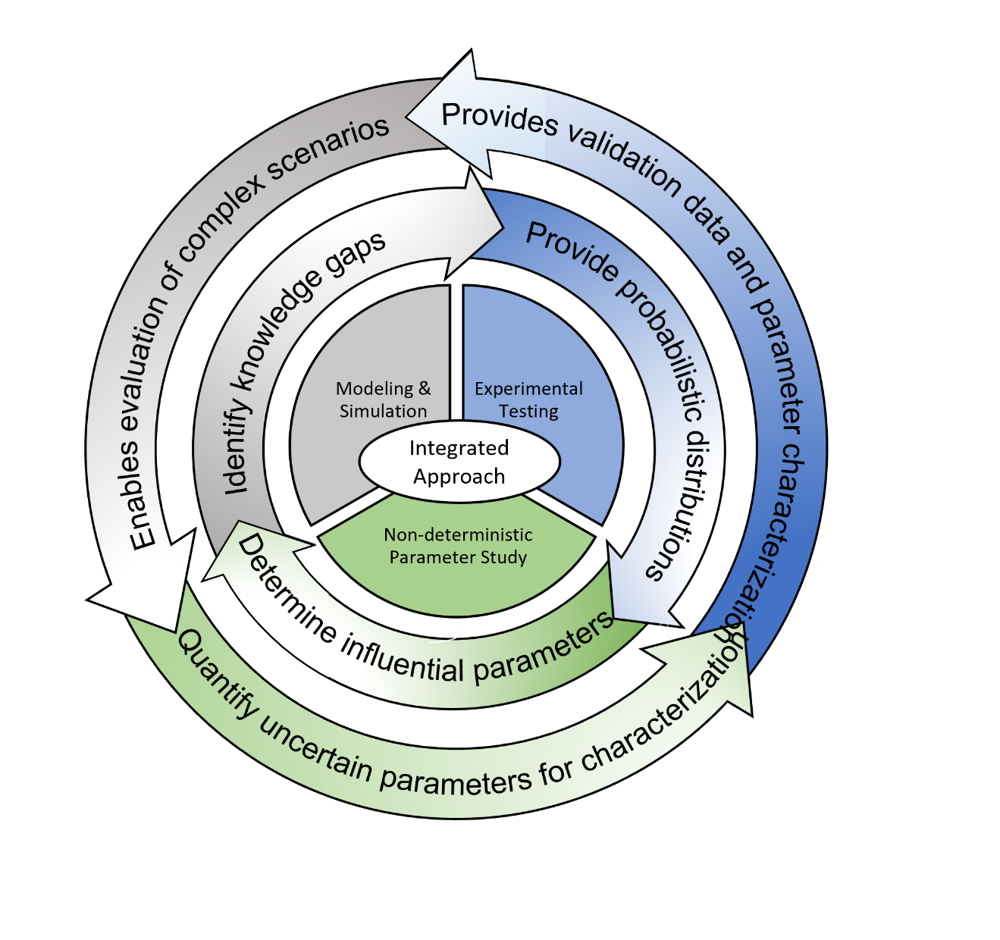 Provides validation data and parameter characterization
Enables evaluation of complex scenarios
Quantify uncertain parameters for characterization
Identify knowledge gaps
Provide probabilistic distributions
Determine influential parameters
Modeling &
Simulation
Experimental
Testing
Integrated
Approach
Non-deterministic
Parameter Study